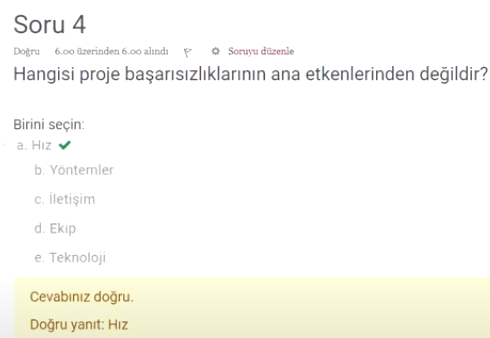 Soru 4
Doğru 6.00 üzerinden 6.00 alındı Soruyu düzenle
Hangisi proje başarısızlıklarının ana etkenlerinden değildir?
Birini seçin:
a. Hız
b. Yöntemler
c. İletişim
d. Ekip
e. Teknoloji
Cevabınız doğru.
Doğru yanıt: Hız